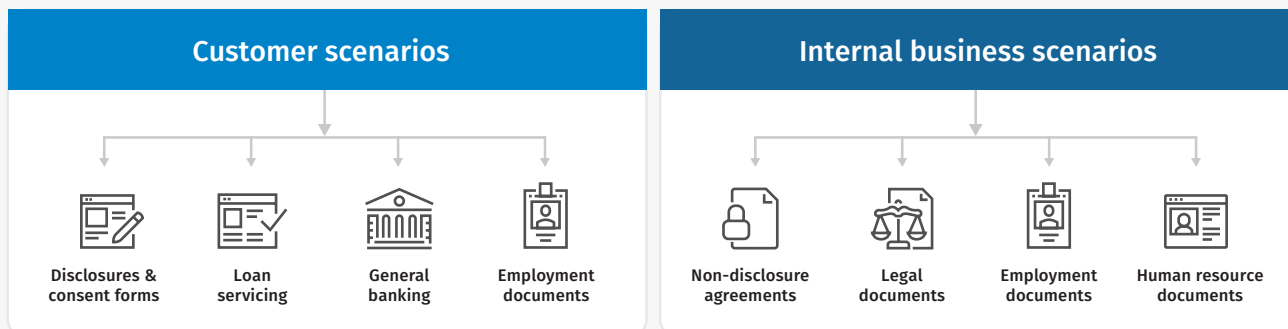 Customer scenarios
Disclosures &
consent forms
Loan
servicing
General
banking
Employment
documents
Internal business scenarios
Non-disclosure
agreements
Legal
documents
Employment
documents
Human resource
documents